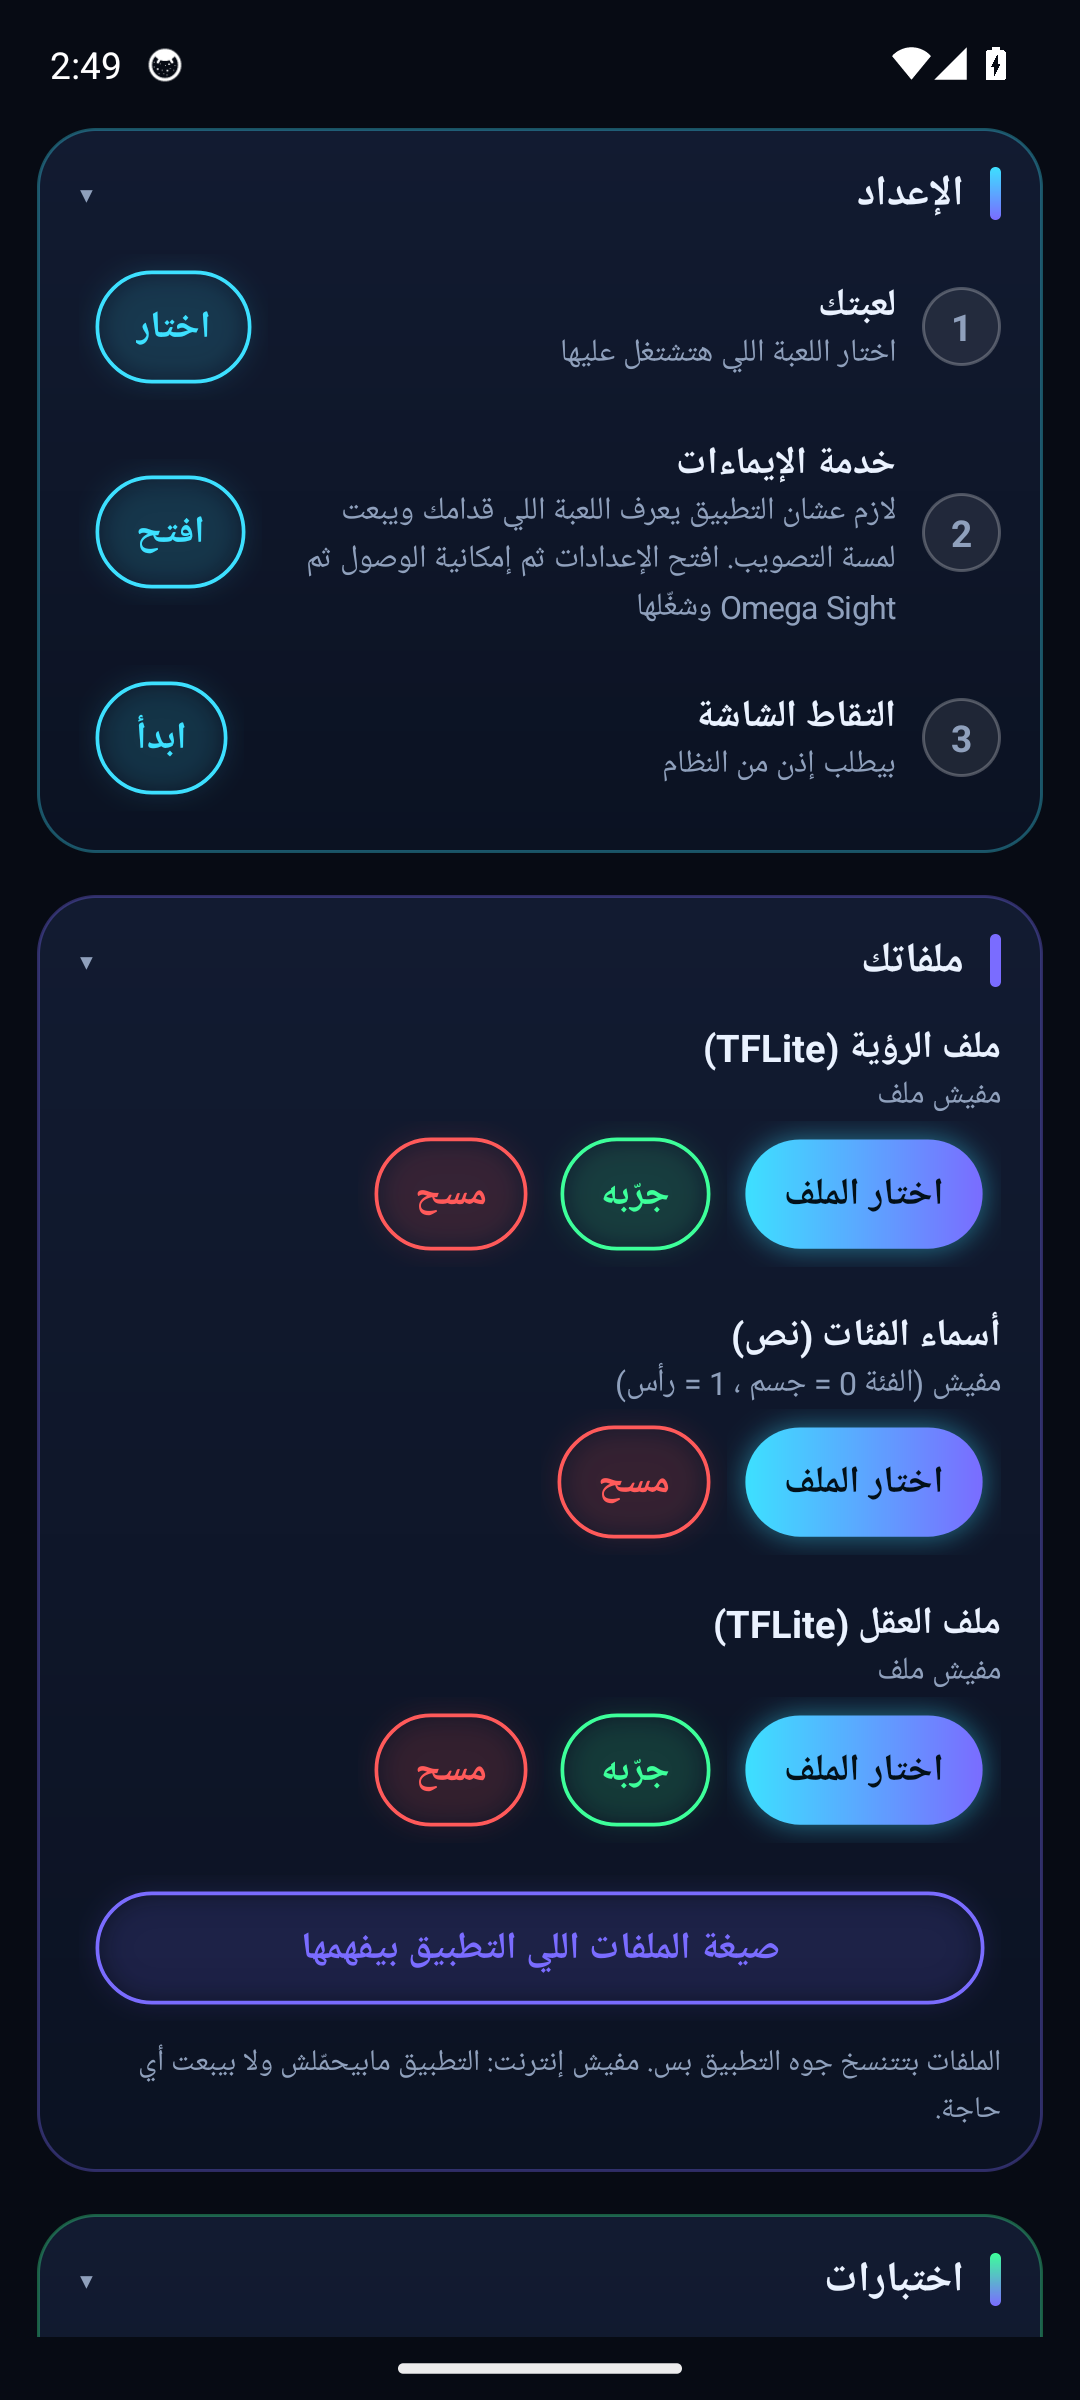 2:49
الإعداد
1
لعبتك
اختار اللعبة اللي هتشتغل عليها
اختار
2
خدمة الإيماءات
لازم عشان التطبيق يعرف اللعبة اللي قدامك ويبعت
لمسة التصويب. افتح الإعدادات ثم إمكانية الوصول ثم
Omega Sight وشغّلها
افتح
3
التقاط الشاشة
بيطلب إذن من النظام
ابدأ
ملفاتك
ملف الرؤية (TFLite)
مفيش ملف
اختار الملف
جرّبه
مسح
أسماء الفئات (نص)
مفيش (الفئة 0 = جسم ، 1 = رأس)
اختار الملف
مسح
ملف العقل (TFLite)
مفيش ملف
اختار الملف
جرّبه
مسح
صيغة الملفات اللي التطبيق بيفهمها
الملفات بتتنسخ جوه التطبيق بس. مفيش إنترنت: التطبيق مابيحمّلش ولا بيبعت أي
حاجة.
اختبارات